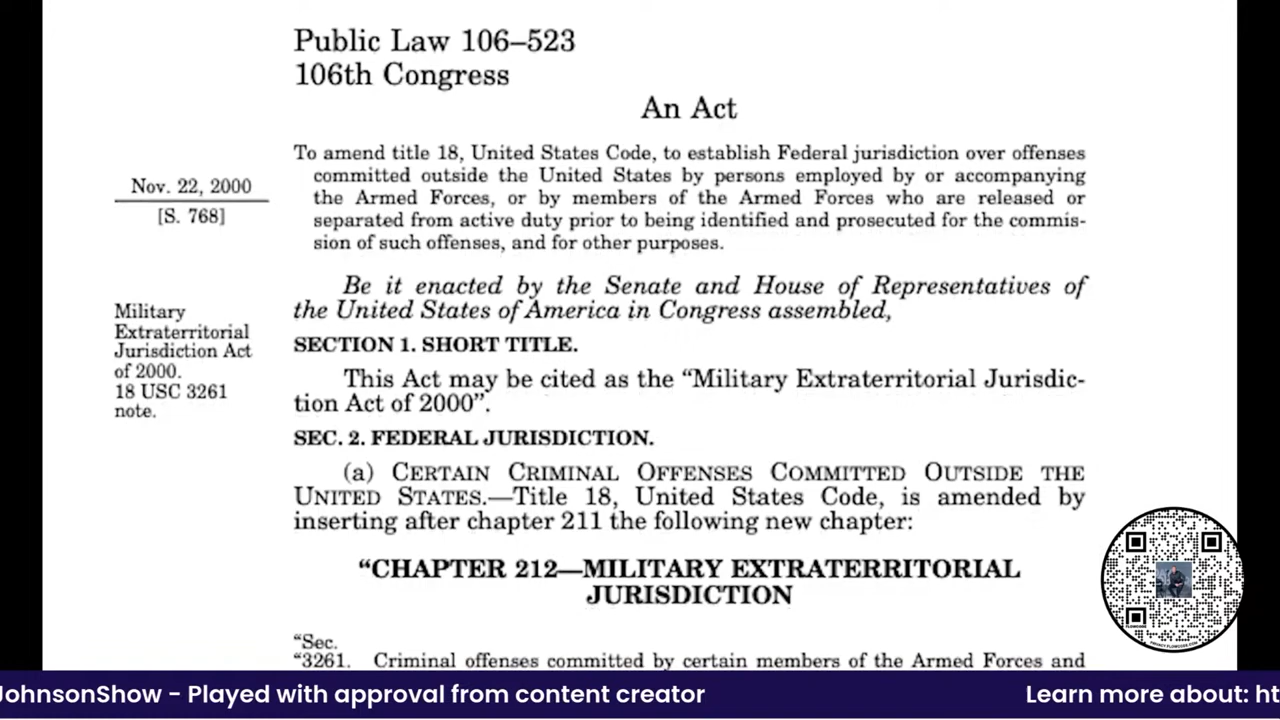 Public Law 106–523
106th Congress
An Act
To amend title 18, United States Code, to establish Federal jurisdiction over offenses
committed outside the United States by persons employed by or accompanying
the Armed Forces, or by members of the Armed Forces who are released or
separated from active duty prior to being identified and prosecuted for the commis-
sion of such offenses, and for other purposes.
Nov. 22, 2000
[S. 768]
Be it enacted by the Senate and House of Representatives of
the United States of America in Congress assembled,
Military
Extraterritorial
Jurisdiction Act
of 2000.
18 USC 3261
note.
SECTION 1. SHORT TITLE.
This Act may be cited as the “Military Extraterritorial Jurisdic-
tion Act of 2000”.
SEC. 2. FEDERAL JURISDICTION.
(a) CERTAIN CRIMINAL OFFENSES COMMITTED OUTSIDE THE
UNITED STATES.—Title 18, United States Code, is amended by
inserting after chapter 211 the following new chapter:
“CHAPTER 212—MILITARY EXTRATERRITORIAL
JURISDICTION
“Sec.
“3261. Criminal offenses committed by certain members of the Armed Forces and
JohnsonShow - Played with approval from content creator
Learn more about: ht